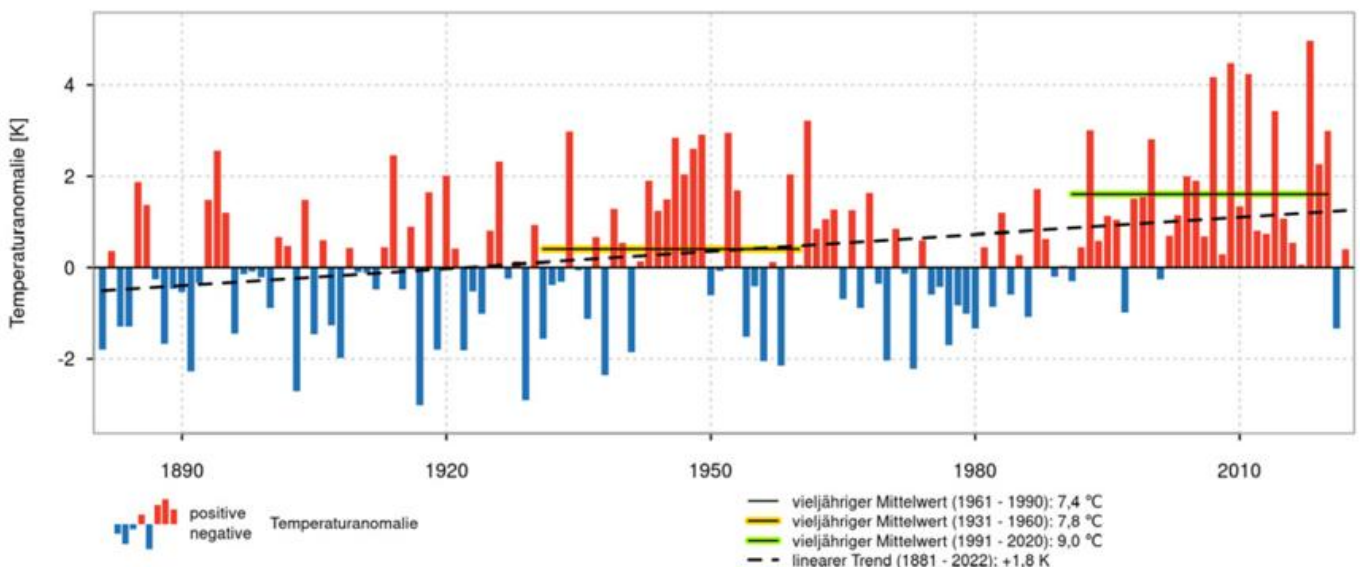 Temperaturanomalie [K]
4
2
0
-2
1890 1920 1950 1980 2010
positive
negative
Temperaturanomalie
vieljähriger Mittelwert (1961 - 1990): 7,4 °C
vieljähriger Mittelwert (1931 - 1960): 7,8 °C
vieljähriger Mittelwert (1991 - 2020): 9,0 °C
linearer Trend (1881 - 2022): +1,8 K